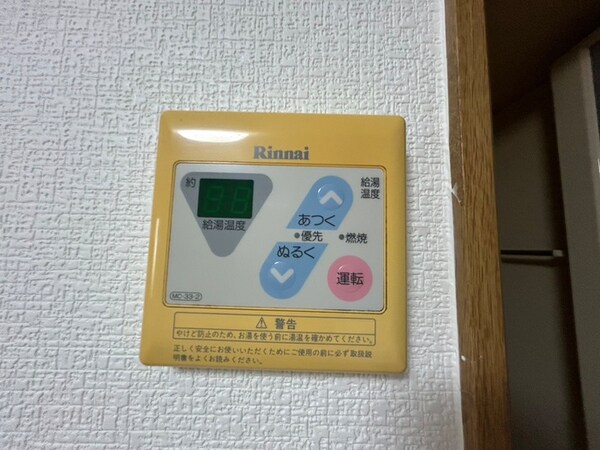 Rinnai
約
給湯温度
給湯
温度
あつく
●優先 ●燃焼
ぬるく
運転
MC-33-2
⚠ 警告
やけど防止のため、お湯を使う前に湯温を確かめてください。
正しく安全にお使いいただくためにご使用の前に必ず取扱説
明書をよくお読みください。